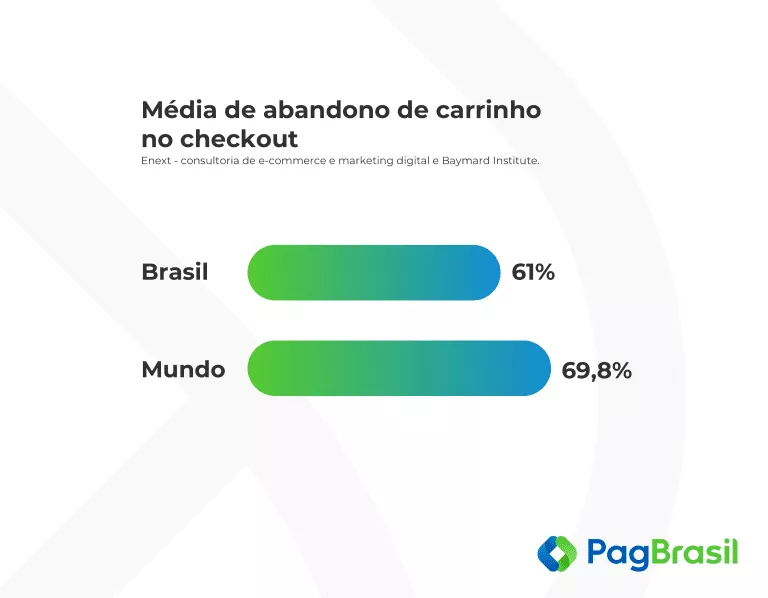 Média de abandono de carrinho
no checkout
Enext - consultoria de e-commerce e marketing digital e Baymard Institute.
Brasil
61%
Mundo
69,8%
PagBrasil